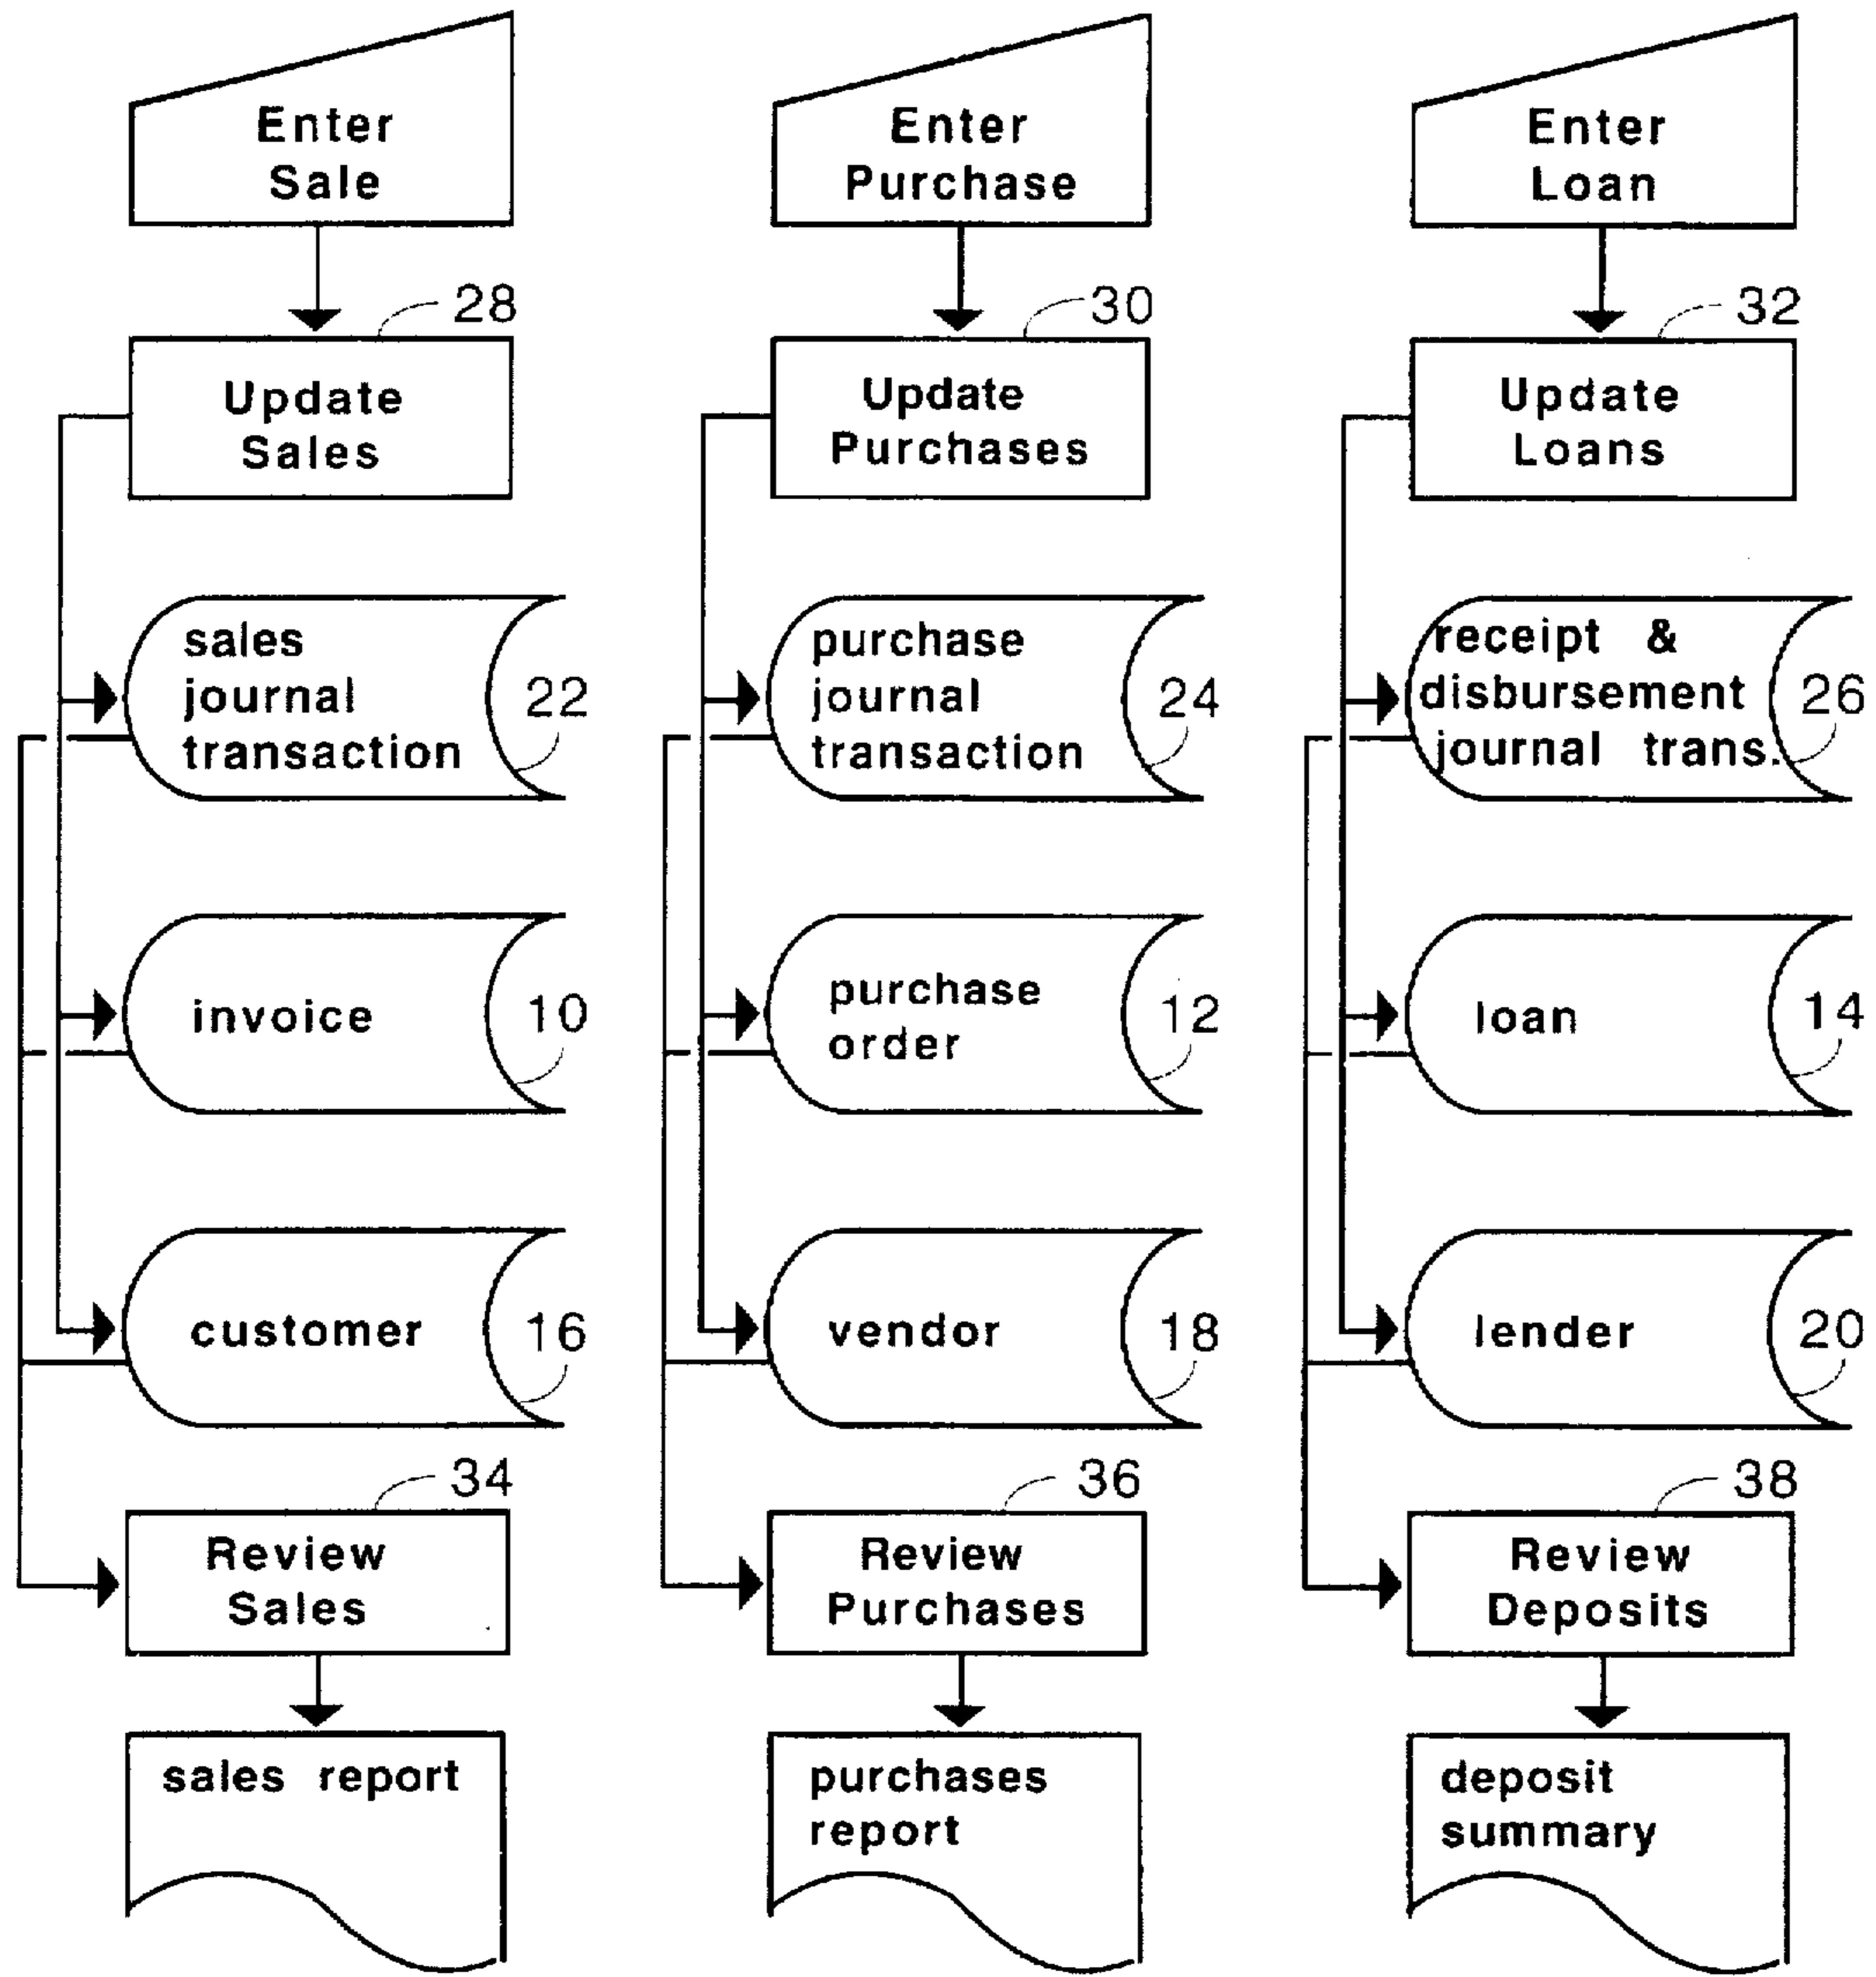 Enter
Sale
Enter
Purchase
Enter
Loan
28
30
32
Update
Sales
Update
Purchases
Update
Loans
sales
journal
transaction
22
purchase
journal
transaction
24
receipt &
disbursement
journal trans.
26
invoice
10
purchase
order
12
loan
14
customer
16
vendor
18
lender
20
34
36
38
Review
Sales
Review
Purchases
Review
Deposits
sales report
purchases
report
deposit
summary